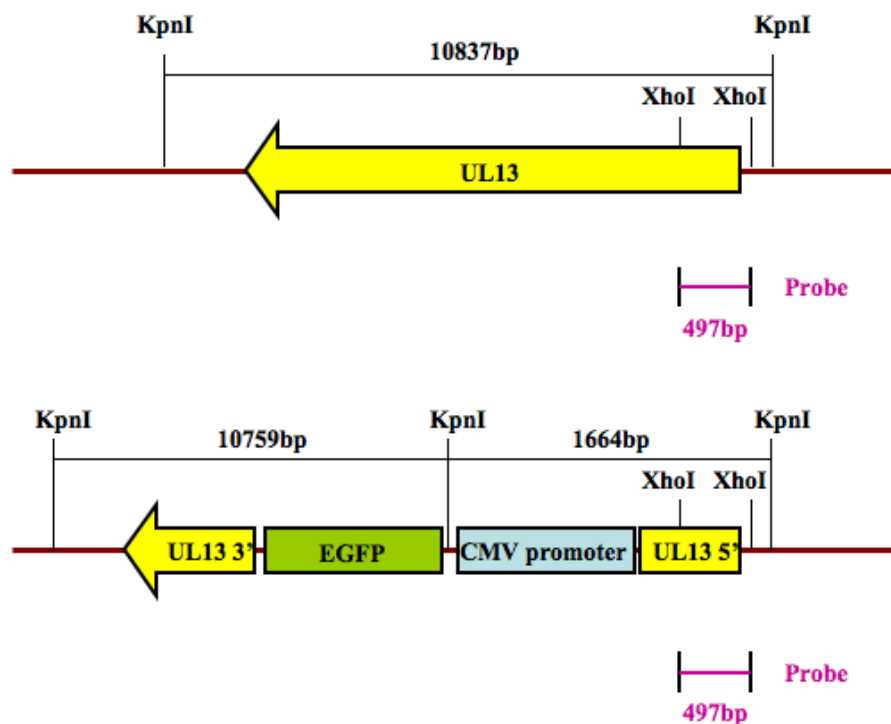 KpnI KpnI
10837bp
XhoI XhoI
UL13
Probe
497bp
KpnI KpnI KpnI
10759bp 1664bp
XhoI XhoI
UL13 3' EGFP CMV promoter UL13 5'
Probe
497bp